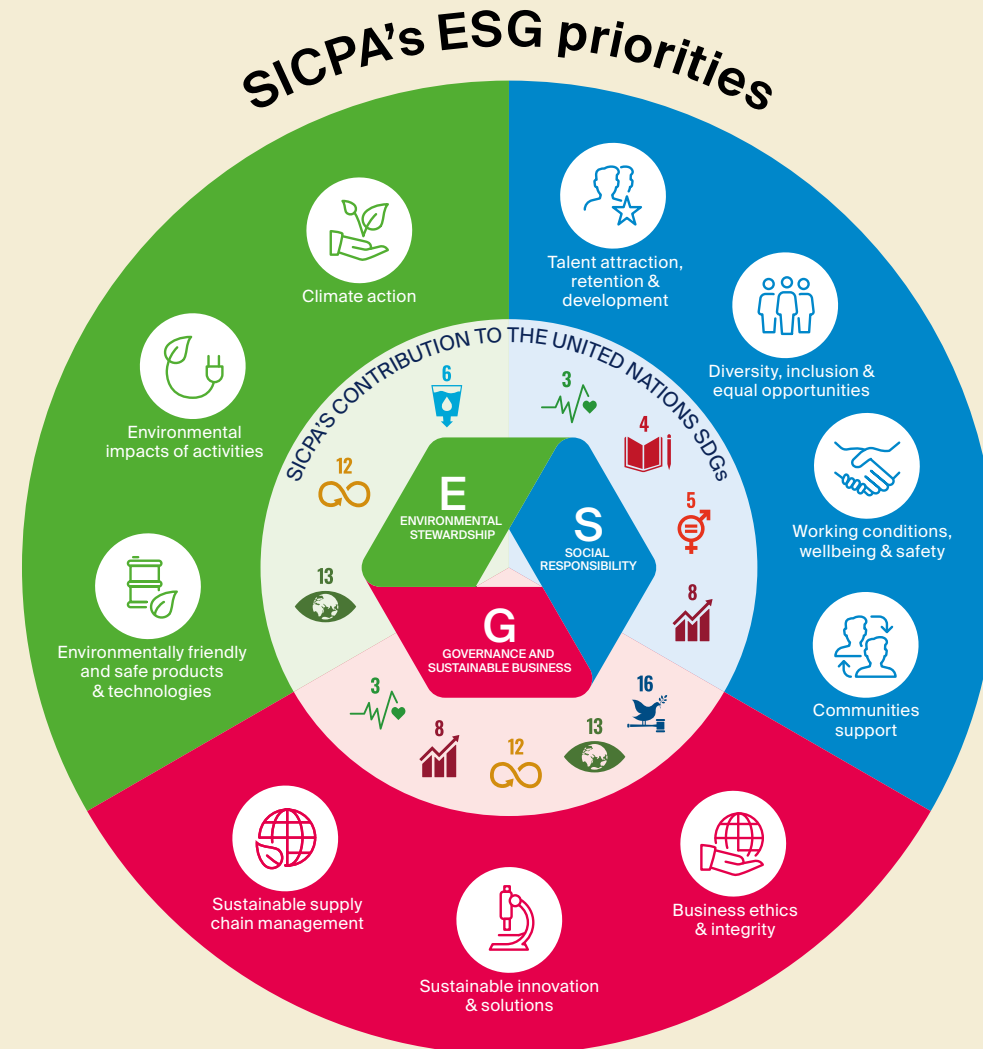 SICPA's ESG priorities
Climate action
Environmental
impacts of activities
Environmentally friendly
and safe products
& technologies
Talent attraction,
retention &
development
Diversity, inclusion &
equal opportunities
Working conditions,
wellbeing & safety
Communities
support
Sustainable supply
chain management
Sustainable innovation
& solutions
Business ethics
& integrity
SICPA'S CONTRIBUTION TO THE UNITED NATIONS SDGs
6
12
13
3
4
5
8
3
8
12
13
16
E
ENVIRONMENTAL
STEWARDSHIP
S
SOCIAL
RESPONSIBILITY
G
GOVERNANCE AND
SUSTAINABLE BUSINESS